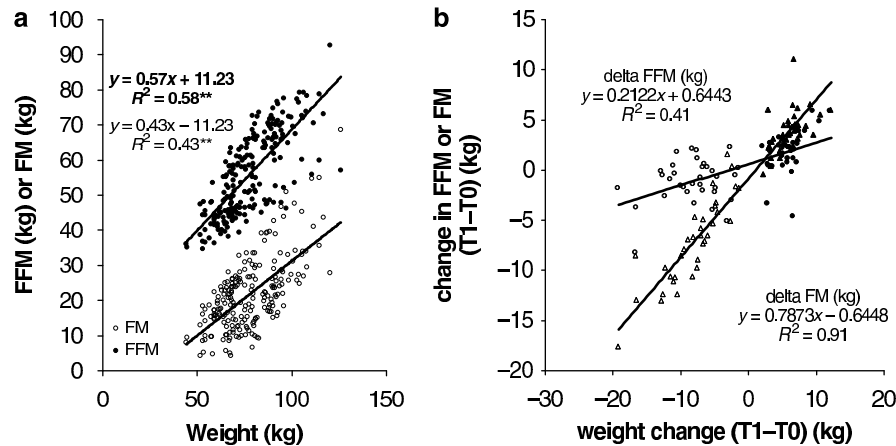 a
100
90
80
70
60
50
40
30
20
10
0
FFM (kg) or FM (kg)
y = 0.57x + 11.23
R² = 0.58**
y = 0.43x – 11.23
R² = 0.43**
FM
FFM
0 50 100 150
Weight (kg)
b
15
10
5
0
–5
–10
–15
–20
change in FFM or FM
(T1–T0) (kg)
delta FFM (kg)
y = 0.2122x + 0.6443
R² = 0.41
delta FM (kg)
y = 0.7873x – 0.6448
R² = 0.91
–30 –20 –10 0 10 20
weight change (T1–T0) (kg)